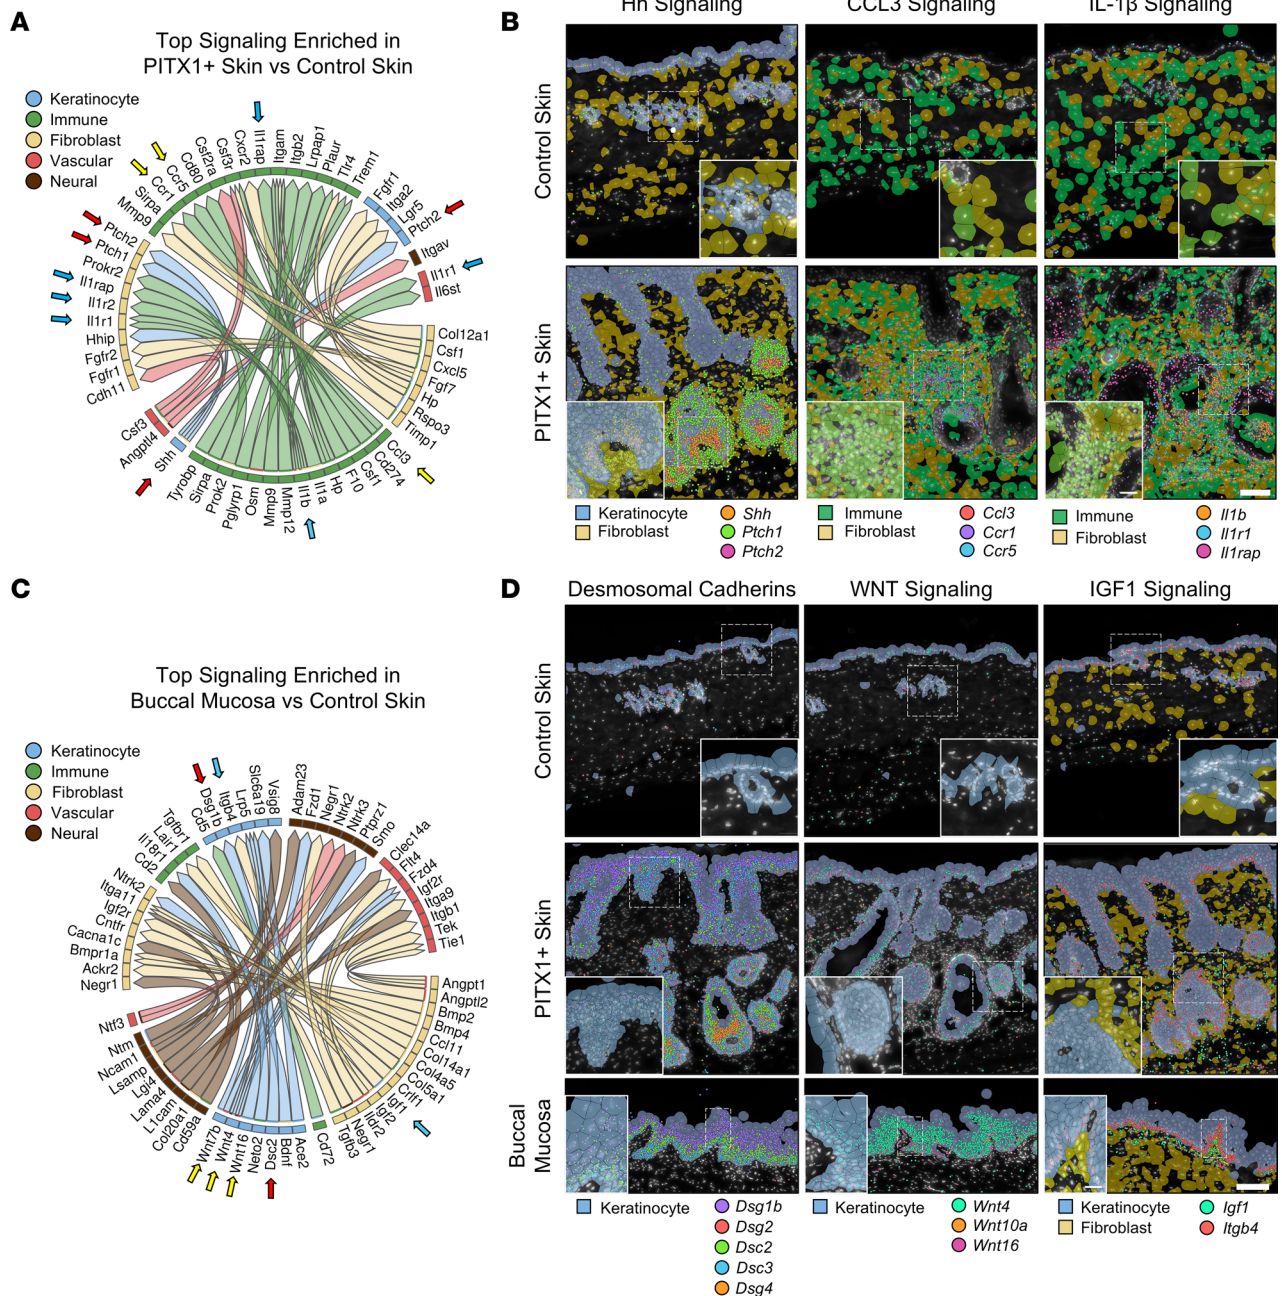 A
Top Signaling Enriched in
PITX1+ Skin vs Control Skin
Keratinocyte
Immune
Fibroblast
Vascular
Neural
Mmp9
Sirpa
Ccr1
Ccr5
Cd80
Csf2ra
Csf3r
Cxcr2
Il1rap
Itgam
Itgb2
Lrpap1
Plaur
Tlr4
Trem1
Fgfr1
Itga2
Lgr5
Ptch2
Itgav
Il1r1
Il6st
Col12a1
Csf1
Cxcl5
Fgf7
Hp
Rspo3
Timp1
Ccl3
Cd274
Csf1
F10
Hp
Il1a
Il1b
Mmp12
Mmp9
Osm
Pglyrp1
Prok2
Sirpa
Tyrobp
Shh
Angptl4
Csf3
Cdh11
Fgfr1
Fgfr2
Hhip
Il1r1
Il1r2
Il1rap
Prokr2
Ptch1
Ptch2
B
Hh Signaling
CCL3 Signaling
IL-1β Signaling
Control Skin
PITX1+ Skin
Keratinocyte
Fibroblast
Shh
Ptch1
Ptch2
Immune
Fibroblast
Ccl3
Ccr1
Ccr5
Immune
Fibroblast
Il1b
Il1r1
Il1rap
C
Top Signaling Enriched in
Buccal Mucosa vs Control Skin
Keratinocyte
Immune
Fibroblast
Vascular
Neural
Cd2
Il18r1
Lair1
Tgfbr1
Cd5
Dsg1b
Itgb4
Lrp5
Slc6a19
Vsig8
Adam23
Fzd1
Negr1
Ntrk2
Ntrk3
Ptprz1
Smo
Clec14a
Flt4
Fzd4
Igf2r
Itga9
Itgb1
Tek
Tie1
Angpt1
Angptl2
Bmp2
Bmp4
Ccl11
Col14a1
Col4a5
Col5a1
Crlf1
Igf1
Igf2
Ildr2
Negr1
Tgfb3
Cd72
Ace2
Bdnf
Dsc2
Neto2
Wnt16
Wnt4
Wnt7b
Cd59a
Col20a1
L1cam
Lama4
Lgi4
Lsamp
Ncam1
Ntm
Ntf3
Negr1
Ackr2
Bmpr1a
Cacna1c
Cntfr
Igf2r
Itga11
Ntrk2
D
Desmosomal Cadherins
WNT Signaling
IGF1 Signaling
Control Skin
PITX1+ Skin
Buccal
Mucosa
Keratinocyte
Dsg1b
Dsg2
Dsc2
Dsc3
Dsg4
Keratinocyte
Wnt4
Wnt10a
Wnt16
Keratinocyte
Fibroblast
Igf1
Itgb4